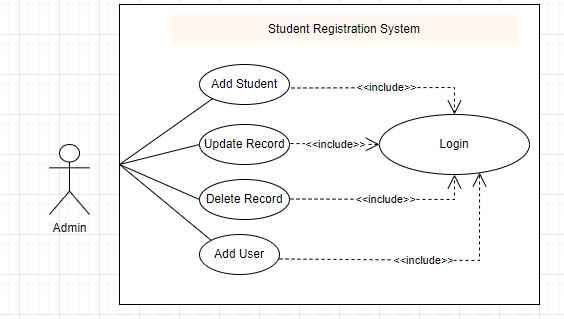 Student Registration System
Add Student
<<include>>
Update Record
<<include>>
Login
Delete Record
<<include>>
Admin
Add User
<<include>>